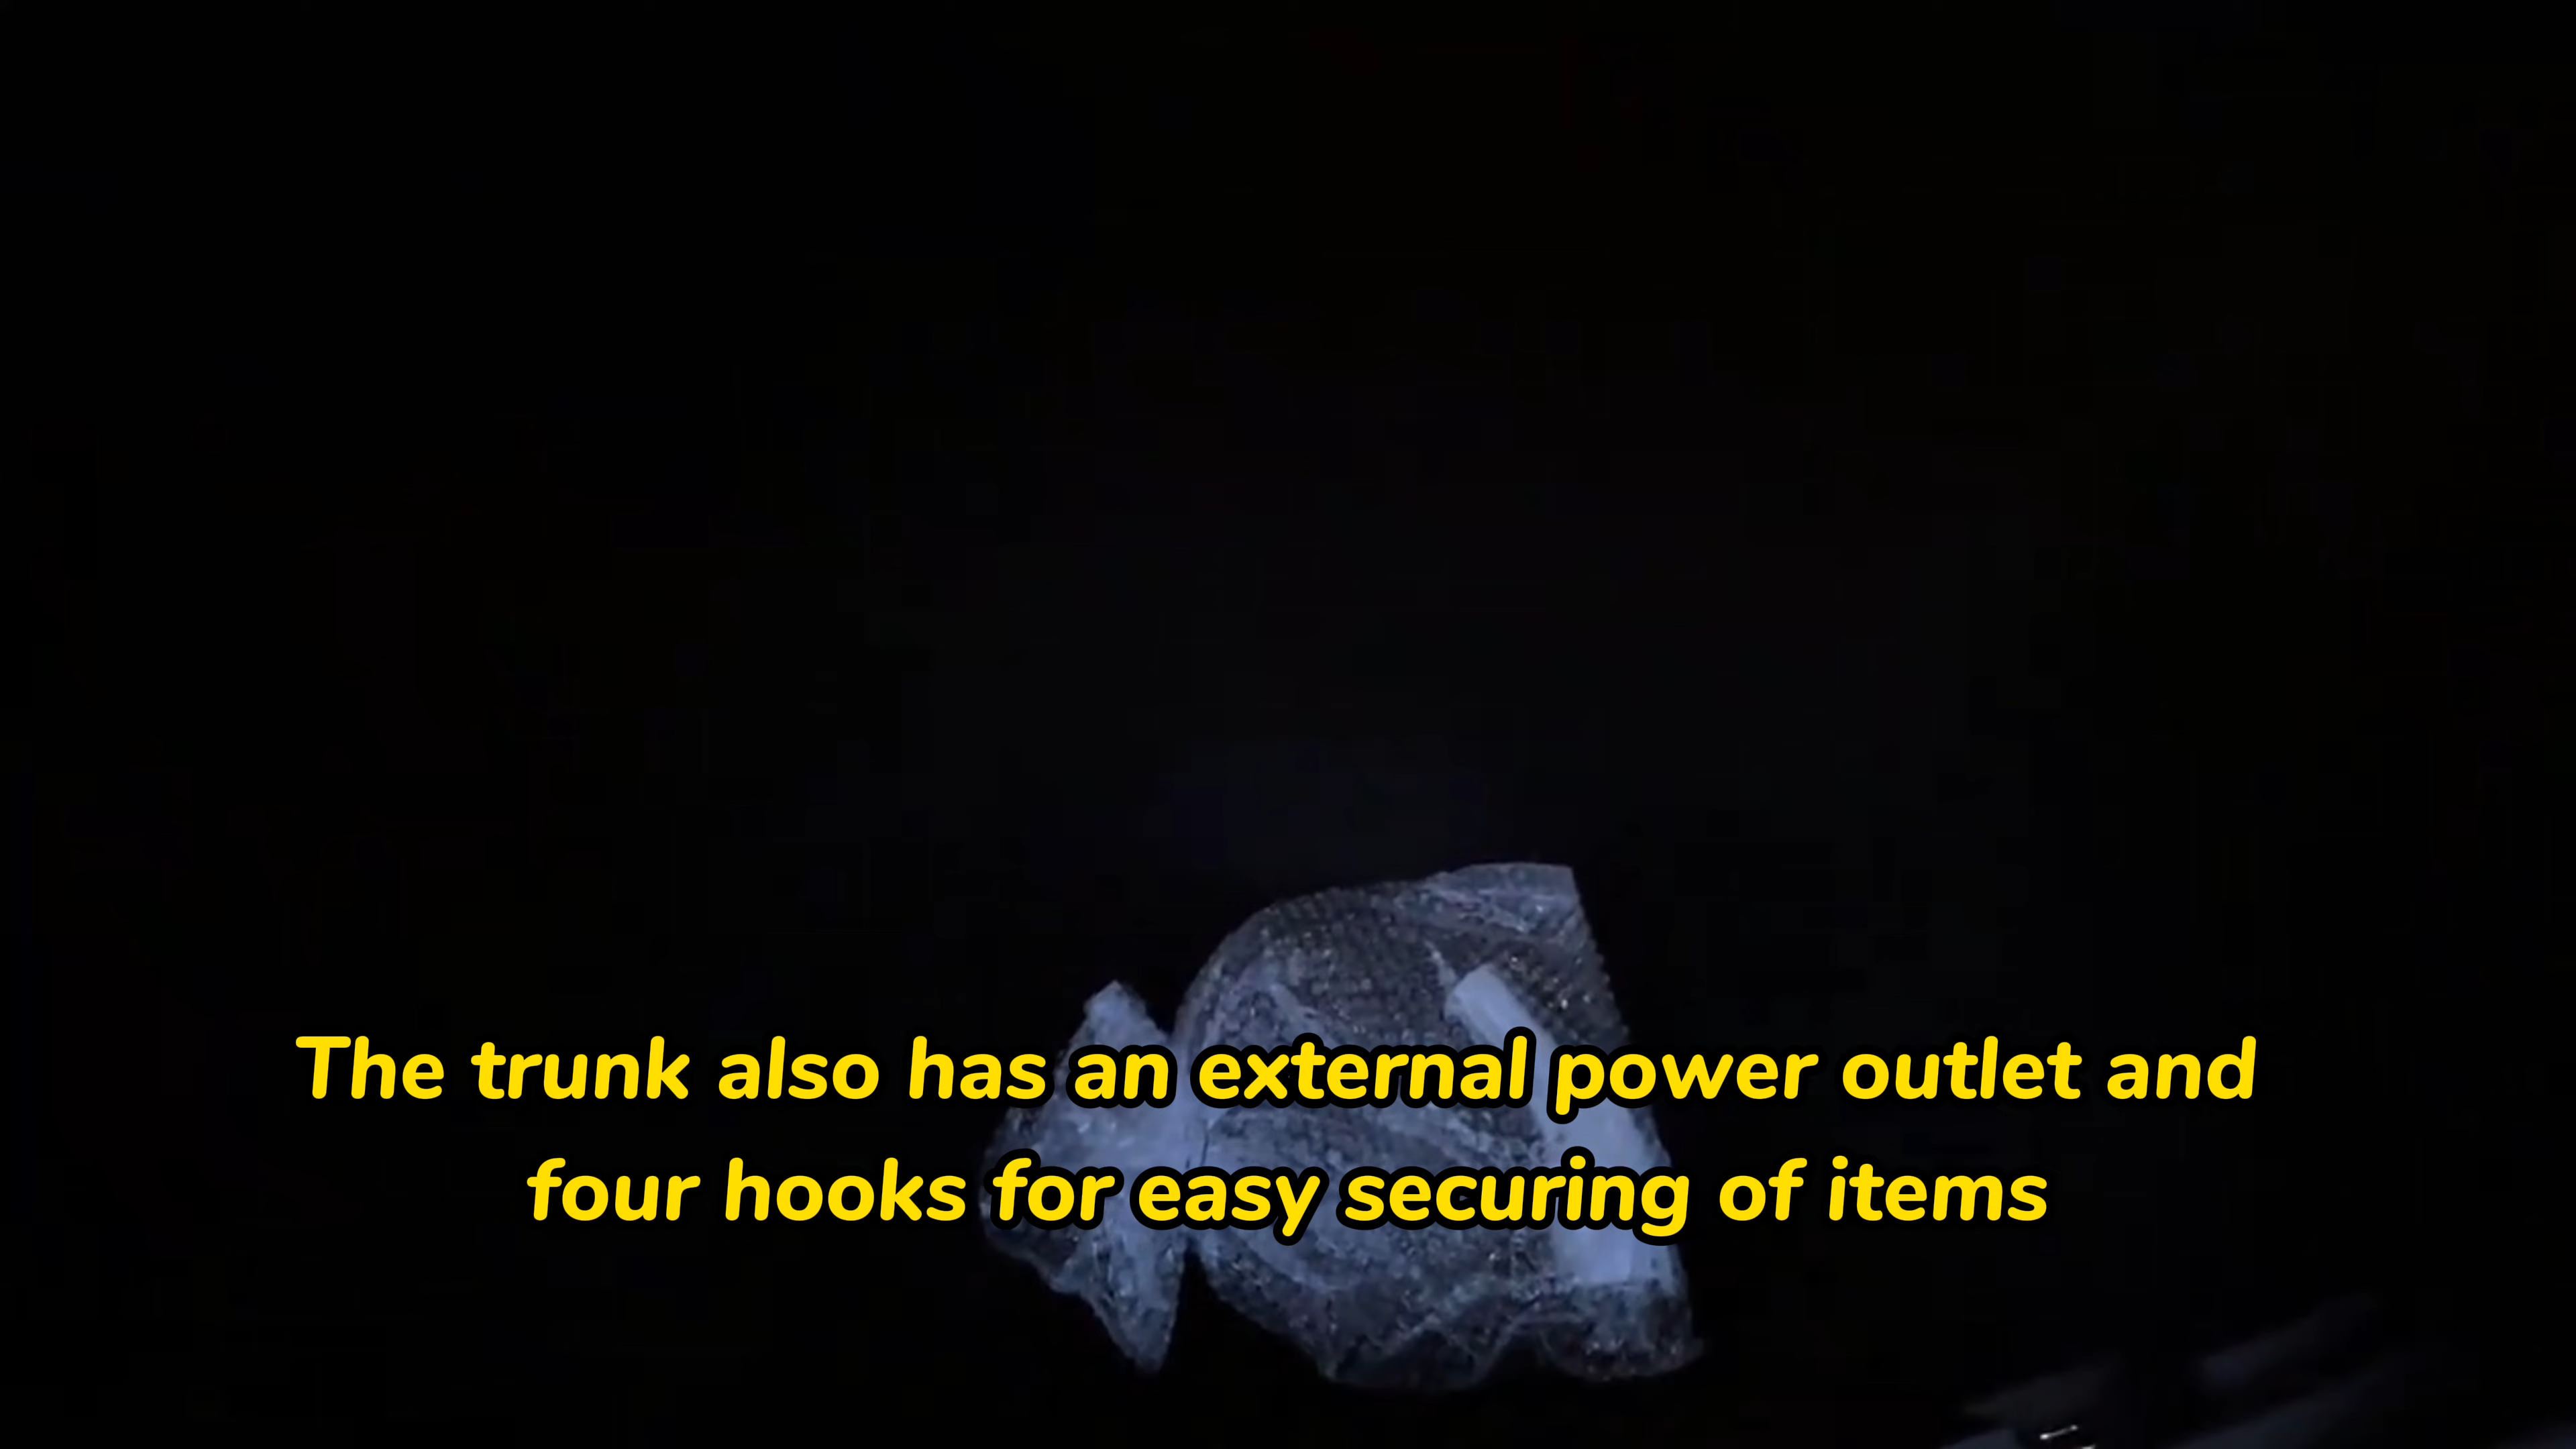 The trunk also has an external power outlet and
four hooks for easy securing of items